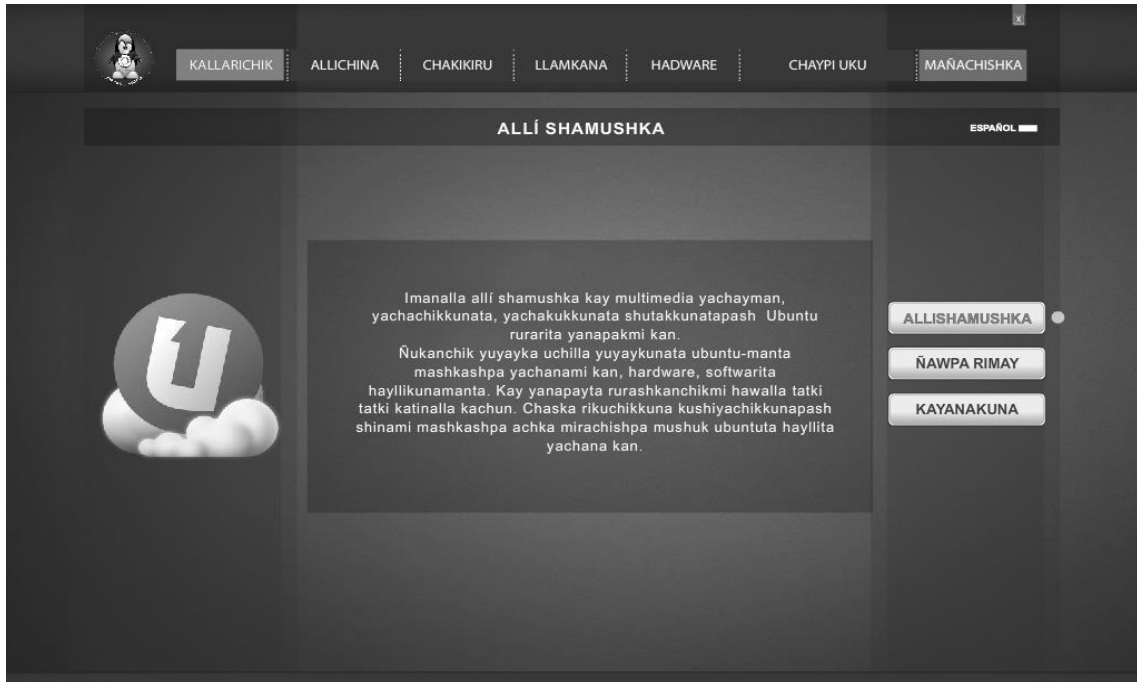 x
KALLARICHIK ALLICHINA CHAKIKIRU LLAMKANA HADWARE CHAYPI UKU MAÑACHISHKA
ALLÍ SHAMUSHKA
ESPAÑOL
Imanalla allí shamushka kay multimedia yachayman,
yachachikkunata, yachakukkunata shutakkunatapash Ubuntu
rurarita yanapakmi kan.
Ñukanchik yuyayka uchilla yuyaykunata ubuntu-manta
mashkashpa yachanami kan, hardware, softwarita
hayllikunamanta. Kay yanapayta rurashkanchikmi hawalla tatki
tatki katinalla kachun. Chaska rikuchikkuna kushiyachikkunapash
shinami mashkashpa achka mirachishpa mushuk ubuntuta hayllita
yachana kan.
ALLISHAMUSHKA
ÑAWPA RIMAY
KAYANAKUNA